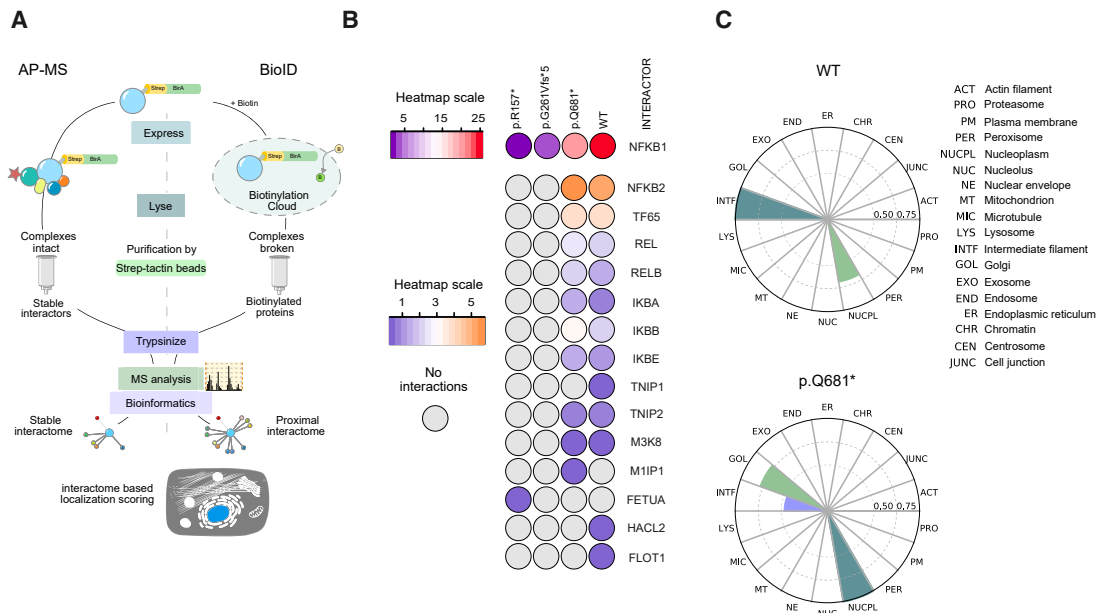 A
AP-MS
BioID
Strep BirA
+ Biotin
Express
Strep BirA
Strep BirA
B
B
Biotinylation
Cloud
Lyse
Complexes
intact
Complexes
broken
Purification by
Strep-tactin beads
Stable
interactors
Biotinylated
proteins
Trypsinize
MS analysis
Bioinformatics
Stable
interactome
Proximal
interactome
interactome based
localization scoring
B
p.R157*
p.G261Vfs*5
p.Q681*
WT
INTERACTOR
Heatmap scale
5 15 25
NFKB1
NFKB2
TF65
REL
RELB
IKBA
IKBB
IKBE
TNIP1
TNIP2
M3K8
M1IP1
FETUA
HACL2
FLOT1
Heatmap scale
1 3 5
No
interactions
C
WT
ER
CHR
CEN
JUNC
ACT
PRO
PM
PER
NUCPL
NUC
NE
MT
MIC
LYS
INTF
GOL
EXO
END
0,50 0,75
ACT Actin filament
PRO Proteasome
PM Plasma membrane
PER Peroxisome
NUCPL Nucleoplasm
NUC Nucleolus
NE Nuclear envelope
MT Mitochondrion
MIC Microtubule
LYS Lysosome
INTF Intermediate filament
GOL Golgi
EXO Exosome
END Endosome
ER Endoplasmic reticulum
CHR Chromatin
CEN Centrosome
JUNC Cell junction
p.Q681*
ER
CHR
CEN
JUNC
ACT
PRO
PM
PER
NUCPL
NUC
NE
MT
MIC
LYS
INTF
GOL
EXO
END
0,50 0,75